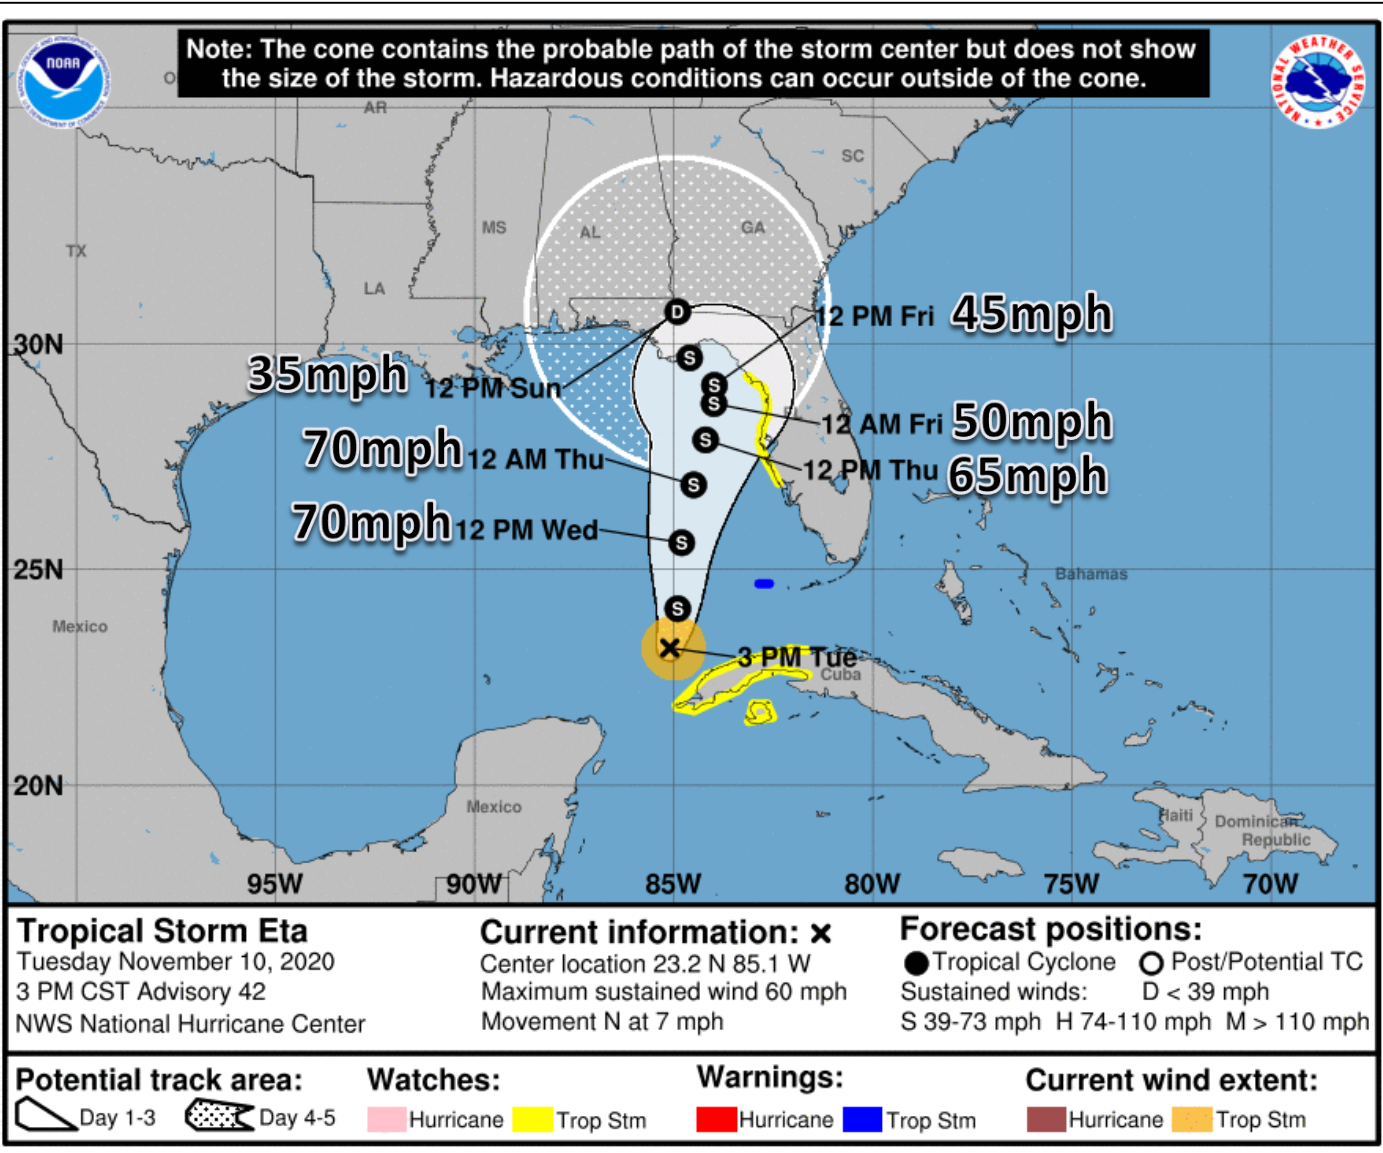 Note: The cone contains the probable path of the storm center but does not show
the size of the storm. Hazardous conditions can occur outside of the cone.
NOAA
NATIONAL WEATHER SERVICE
AR
SC
MS
AL
GA
TX
LA
12 PM Fri 45mph
30N
35mph 12 PM Sun
12 AM Fri 50mph
70mph 12 AM Thu
12 PM Thu 65mph
70mph 12 PM Wed
25N
Bahamas
Mexico
3 PM Tue
Cuba
20N
Mexico
Haiti
Dominican
Republic
95W 90W 85W 80W 75W 70W
Tropical Storm Eta
Tuesday November 10, 2020
3 PM CST Advisory 42
NWS National Hurricane Center
Current information: x
Center location 23.2 N 85.1 W
Maximum sustained wind 60 mph
Movement N at 7 mph
Forecast positions:
Tropical Cyclone Post/Potential TC
Sustained winds: D < 39 mph
S 39-73 mph H 74-110 mph M > 110 mph
Potential track area:
Day 1-3 Day 4-5
Watches:
Hurricane Trop Stm
Warnings:
Hurricane Trop Stm
Current wind extent:
Hurricane Trop Stm